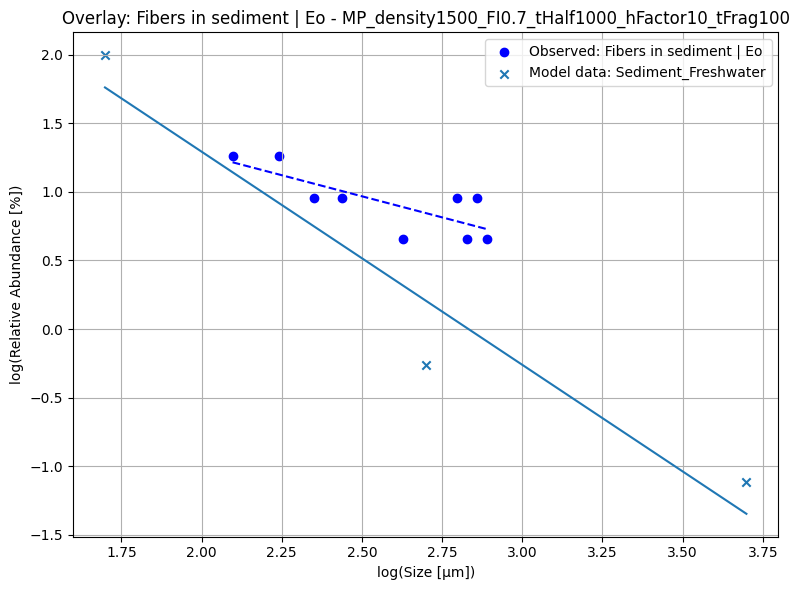 Overlay: Fibers in sediment | Eo - MP_density1500_FI0.7_tHalf1000_hFactor10_tFrag100
Observed: Fibers in sediment | Eo
Model data: Sediment_Freshwater
log(Relative Abundance [%])
2.0
1.5
1.0
0.5
0.0
−0.5
−1.0
−1.5
1.75 2.00 2.25 2.50 2.75 3.00 3.25 3.50 3.75
log(Size [µm])